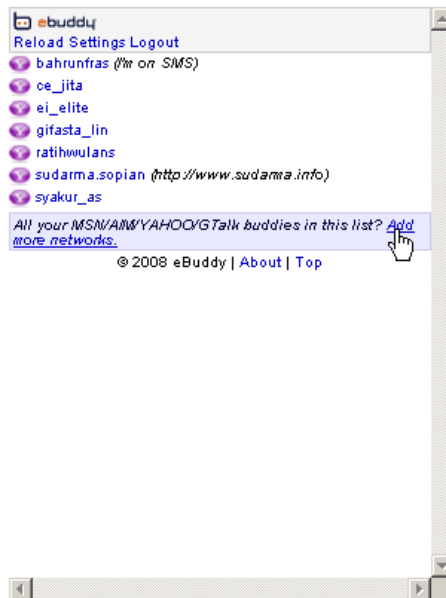 ebuddy
Reload Settings Logout
bahrunfras (I'm on SMS)
ce_jita
ei_elite
gifasta_lin
ratihwulans
sudarma.sopian (http://www.sudarma.info)
syakur_as
All your MSN/AIM/YAHOO/GTalk buddies in this list? Add
more networks.
© 2008 eBuddy | About | Top